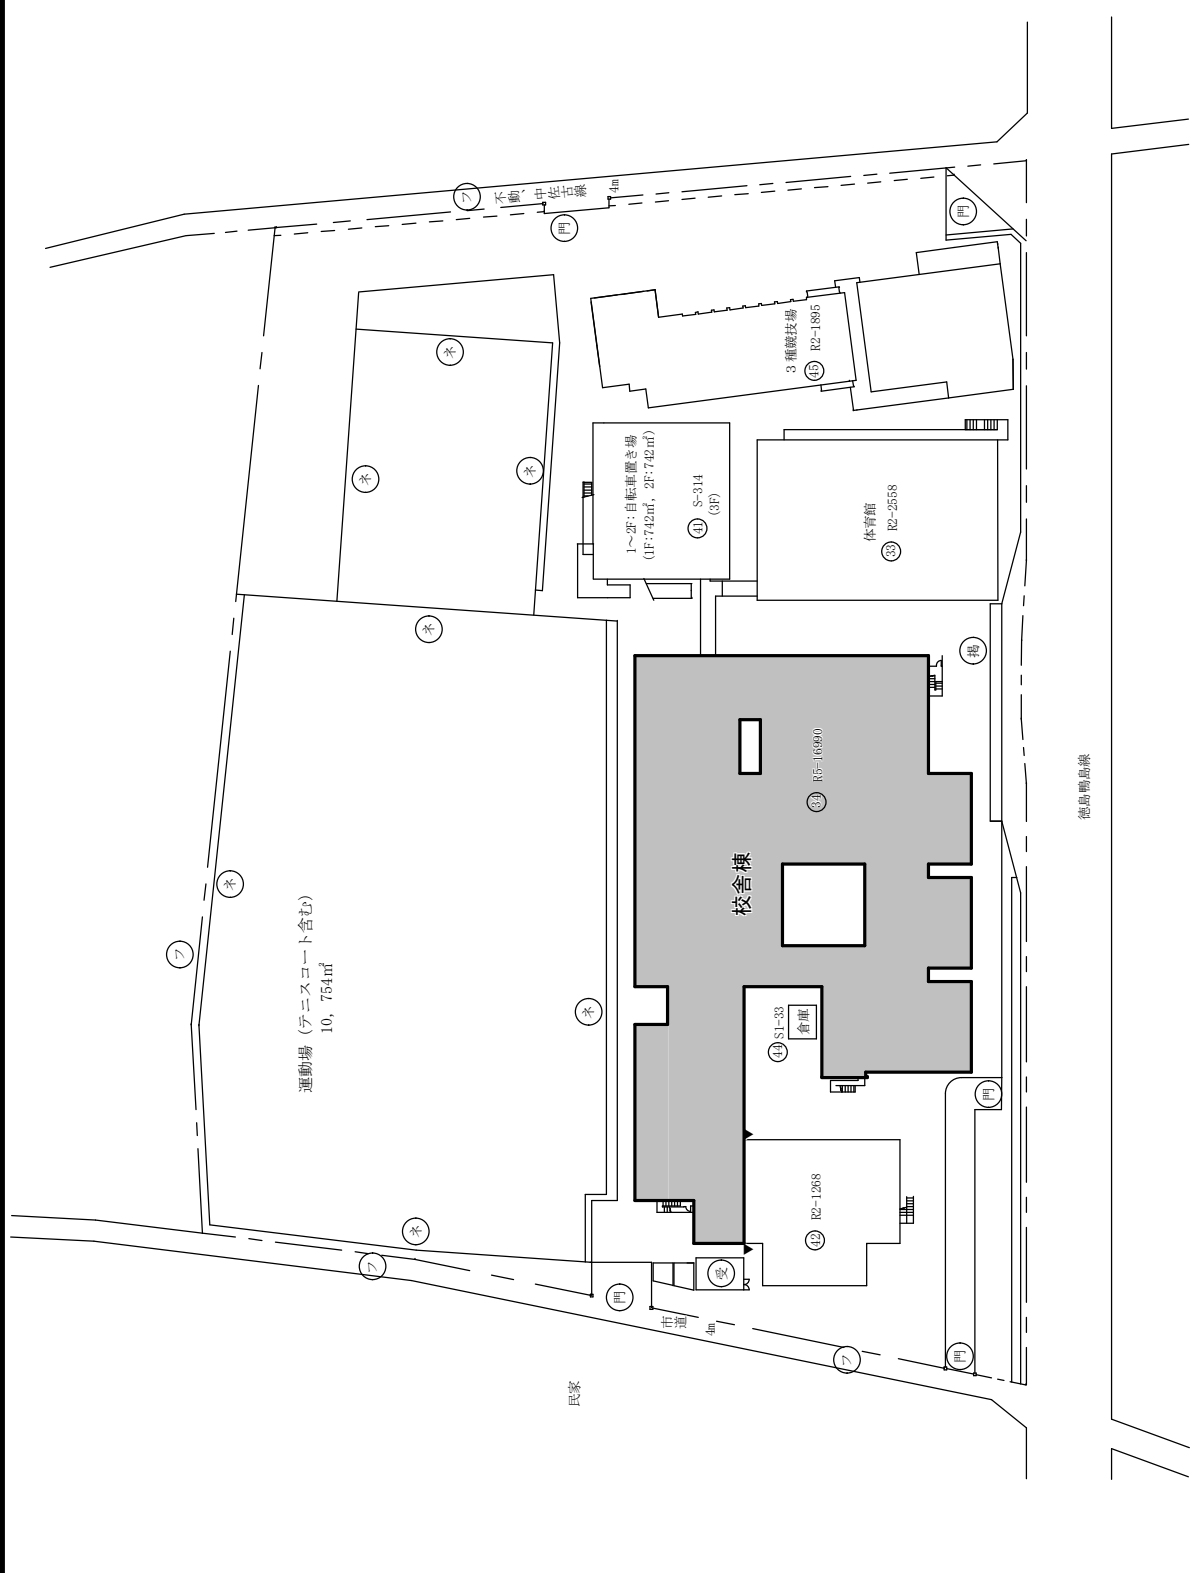 フ
不動、中佐古線
4m
門
門
ネ
ネ
ネ
ネ
3種競技場
45 R2-1895
1～2F:自転車置き場
(1F:742㎡, 2F:742㎡)
41 S-314
(3F)
体育館
33 R2-2558
掲
34 R5-16990
校舎棟
徳島鴨島線
ネ
フ
運動場（テニスコート含む）
10, 754㎡
ネ
44 S1-33
倉庫
門
42 R2-1268
ネ
フ
受
門
市道
4m
フ
門
民家